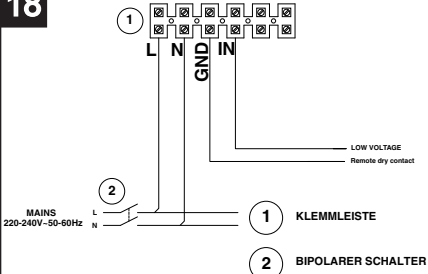 18
1
L N GND IN
LOW VOLTAGE
Remote dry contact
2
MAINS
220-240V~50-60Hz
L
N
1 KLEMMLEISTE
2 BIPOLARER SCHALTER